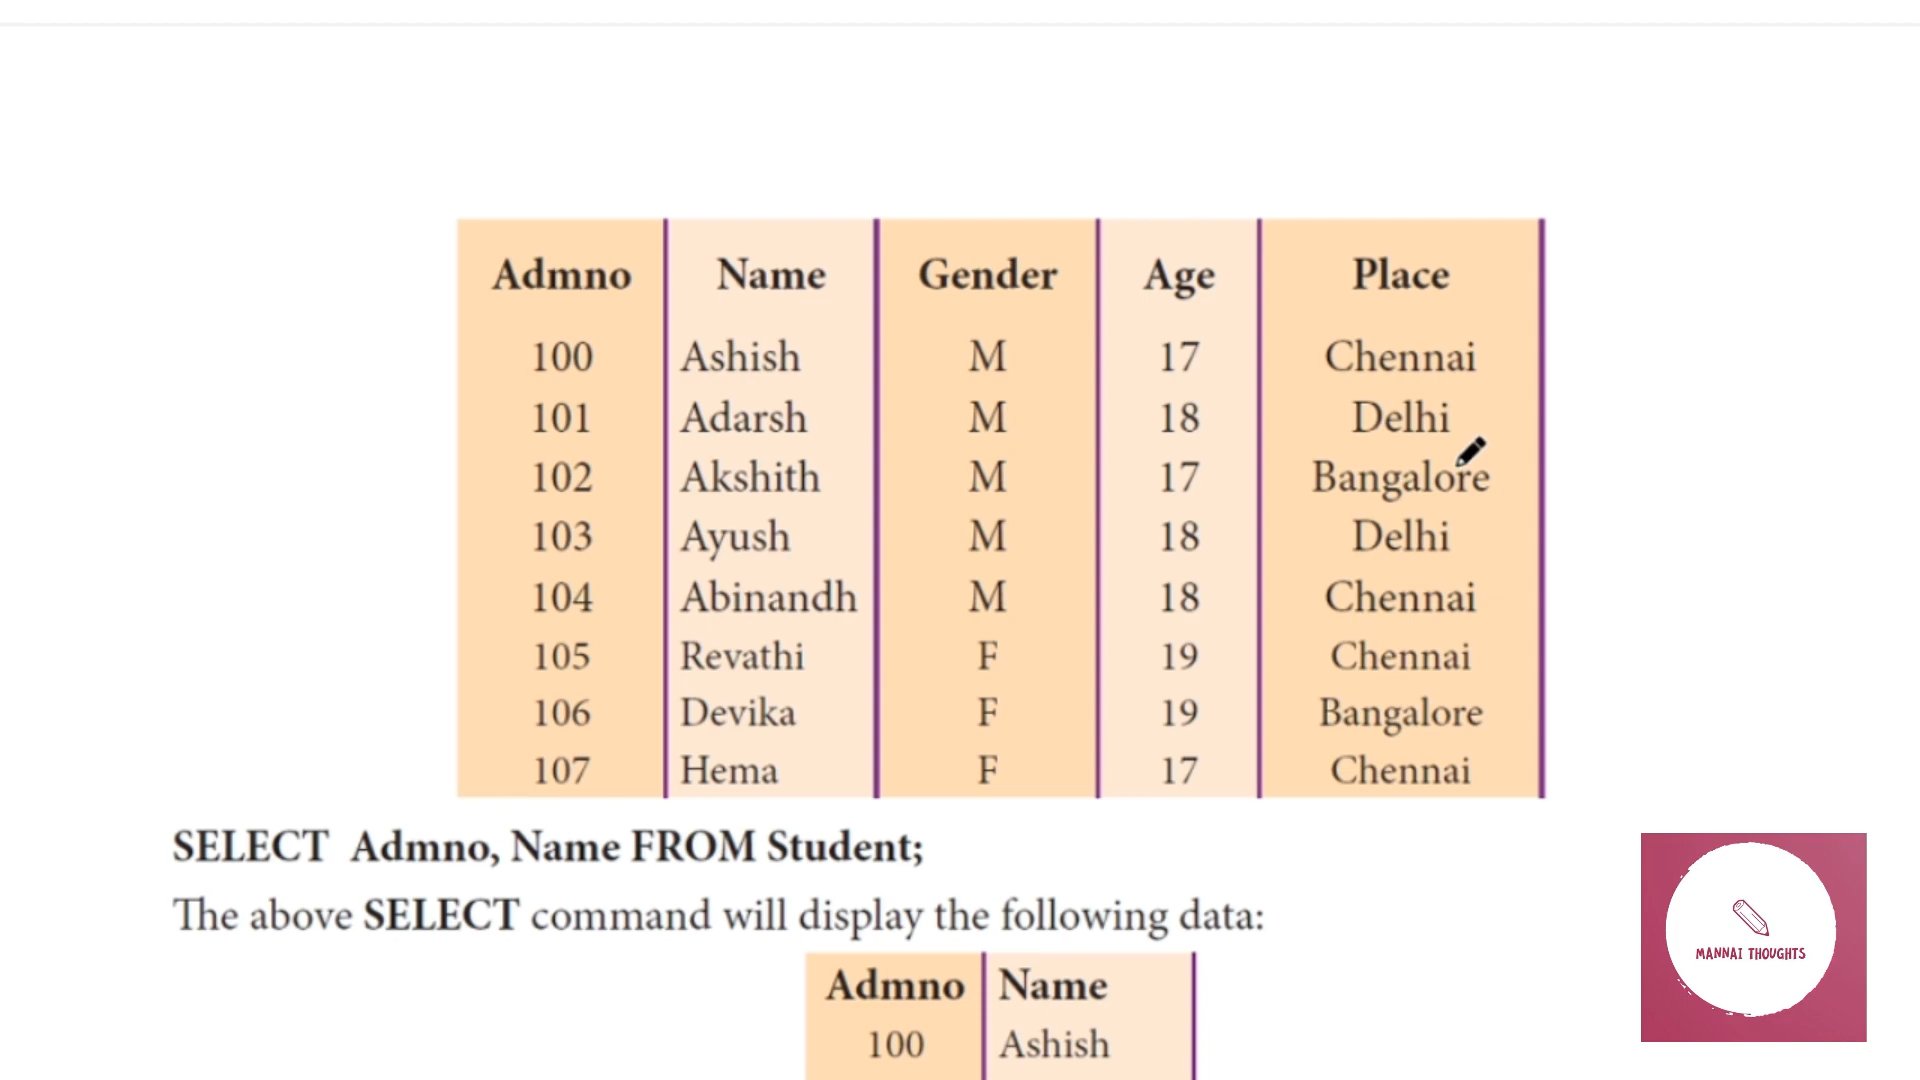 Admno Name Gender Age Place
100 Ashish M 17 Chennai
101 Adarsh M 18 Delhi
102 Akshith M 17 Bangalore
103 Ayush M 18 Delhi
104 Abinandh M 18 Chennai
105 Revathi F 19 Chennai
106 Devika F 19 Bangalore
107 Hema F 17 Chennai
SELECT Admno, Name FROM Student;
The above SELECT command will display the following data:
Admno Name
100 Ashish
MANNAI THOUGHTS